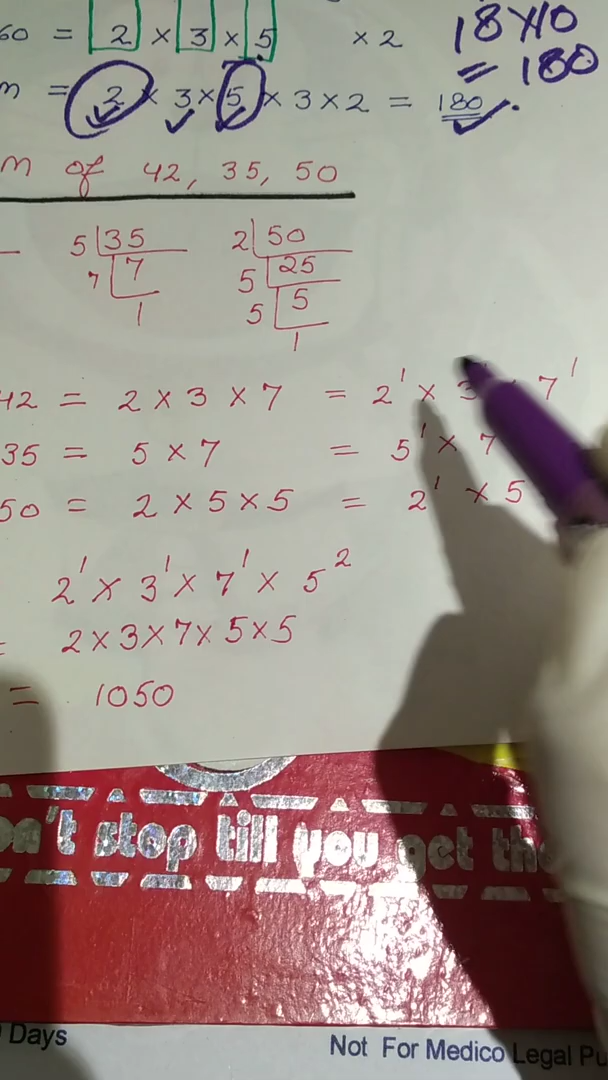 60 = 2 × 3 × 5 × 2
18×10
= 180
m = 2 × 3 × 5 × 3 × 2 = 180.
m of 42, 35, 50
5 35 2 50
7 7 5 25
1 5 5
1
42 = 2 × 3 × 7 = 2¹ × 3 × 7¹
35 = 5 × 7 = 5¹ × 7
50 = 2 × 5 × 5 = 2¹ × 5
2¹ × 3¹ × 7¹ × 5²
= 2×3×7×5×5
= 1050
stop till you get
Days
Not For Medico Legal